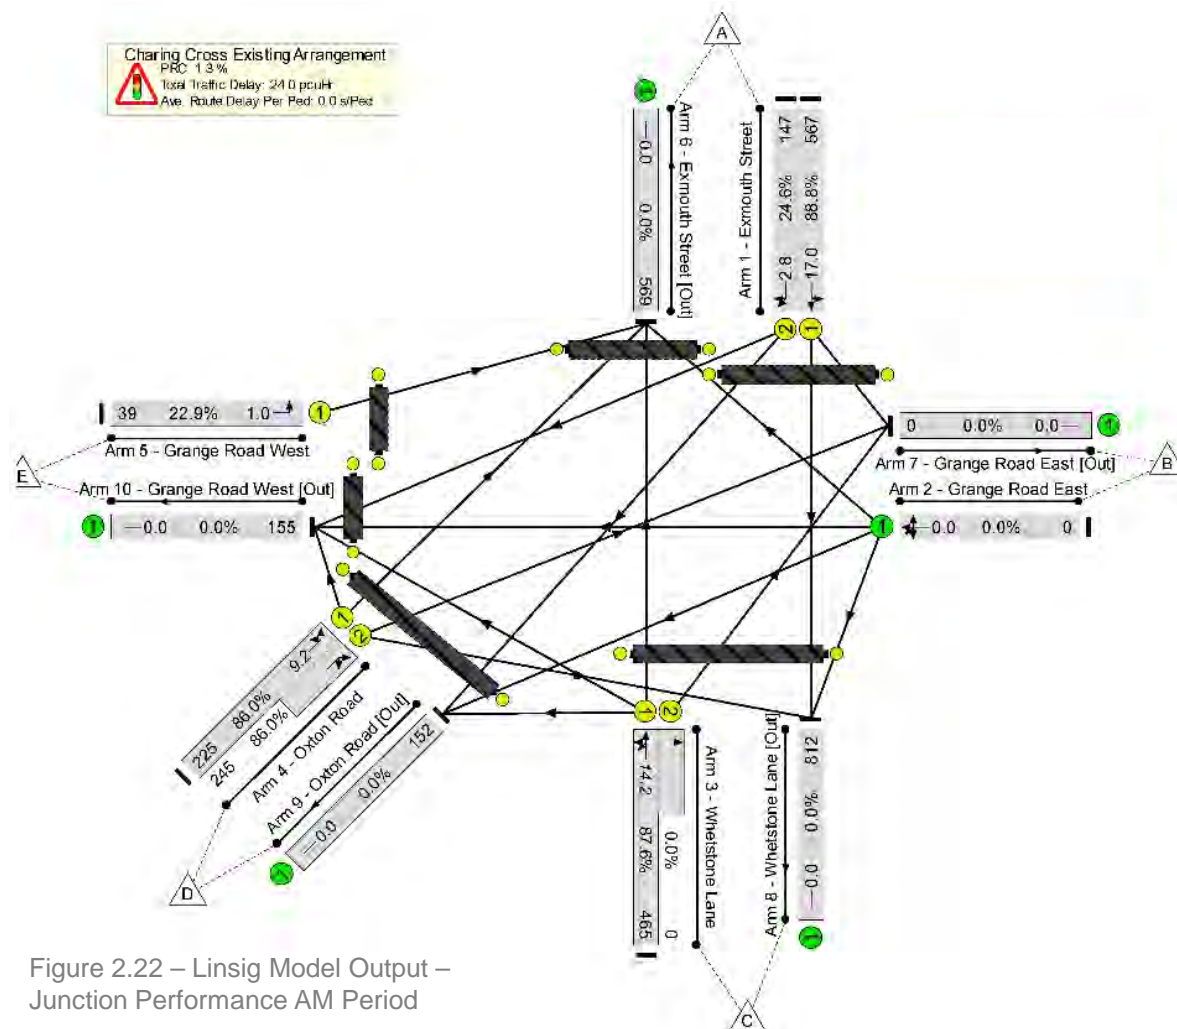 Charing Cross Existing Arrangement
PRC: 1.3 %
Total Traffic Delay: 24.0 pcuHr
Ave. Route Delay Per Ped: 0.0 s/Ped
A
1
0.0 0.0% 569
Arm 6 - Exmouth Street [Out]
Arm 1 - Exmouth Street
147 24.6% 2.8
567 88.8% 17.0
2 1
39 22.9% 1.0
1
Arm 5 - Grange Road West
E
Arm 10 - Grange Road West [Out]
1
0.0 0.0% 155
0 0.0% 0.0
1
Arm 7 - Grange Road East [Out]
B
Arm 2 - Grange Road East
1
0.0 0.0% 0
1
2
225 86.0% 9.2
245 86.0%
Arm 4 - Oxton Road
Arm 9 - Oxton Road [Out]
0.0 0.0% 152
1
D
1 2
14.2 87.6% 465
0.0% 0
Arm 3 - Whetstone Lane
Arm 8 - Whetstone Lane [Out]
0.0 0.0% 812
1
C
Figure 2.22 – Linsig Model Output –
Junction Performance AM Period